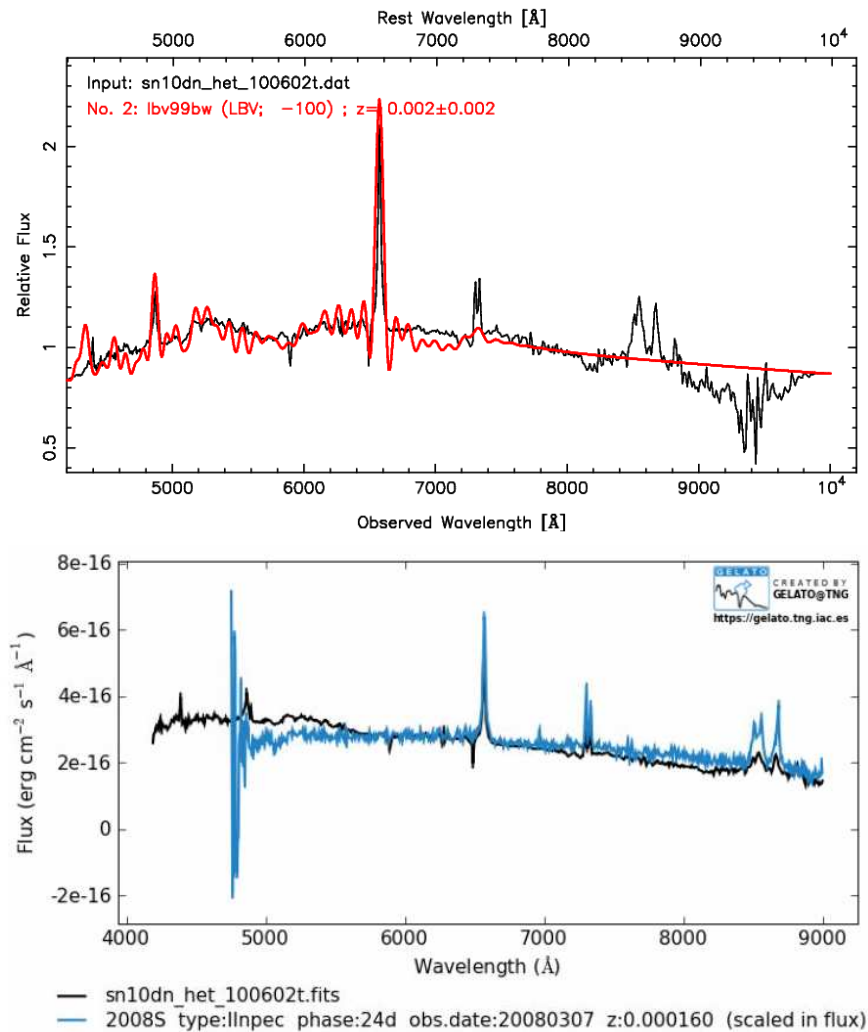 Rest Wavelength [Å]
5000 6000 7000 8000 9000 10⁴
Input: sn10dn_het_100602t.dat
No. 2: lbv99bw (LBV; −100) ; z= 0.002±0.002
Relative Flux
2
1.5
1
0.5
5000 6000 7000 8000 9000 10⁴
Observed Wavelength [Å]
8e-16
6e-16
4e-16
2e-16
0
-2e-16
Flux (erg cm⁻² s⁻¹ Å⁻¹)
GELATO
CREATED BY
GELATO@TNG
https://gelato.tng.iac.es
4000 5000 6000 7000 8000 9000
Wavelength (Å)
sn10dn_het_100602t.fits
2008S type:IInpec phase:24d obs.date:20080307 z:0.000160 (scaled in flux)